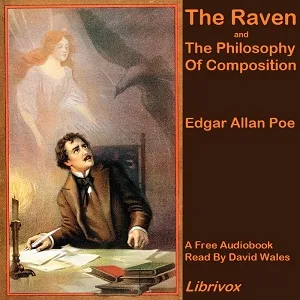 The Raven
and
The Philosophy
Of Composition
Edgar Allan Poe
A Free Audiobook
Read By David Wales
Librivox